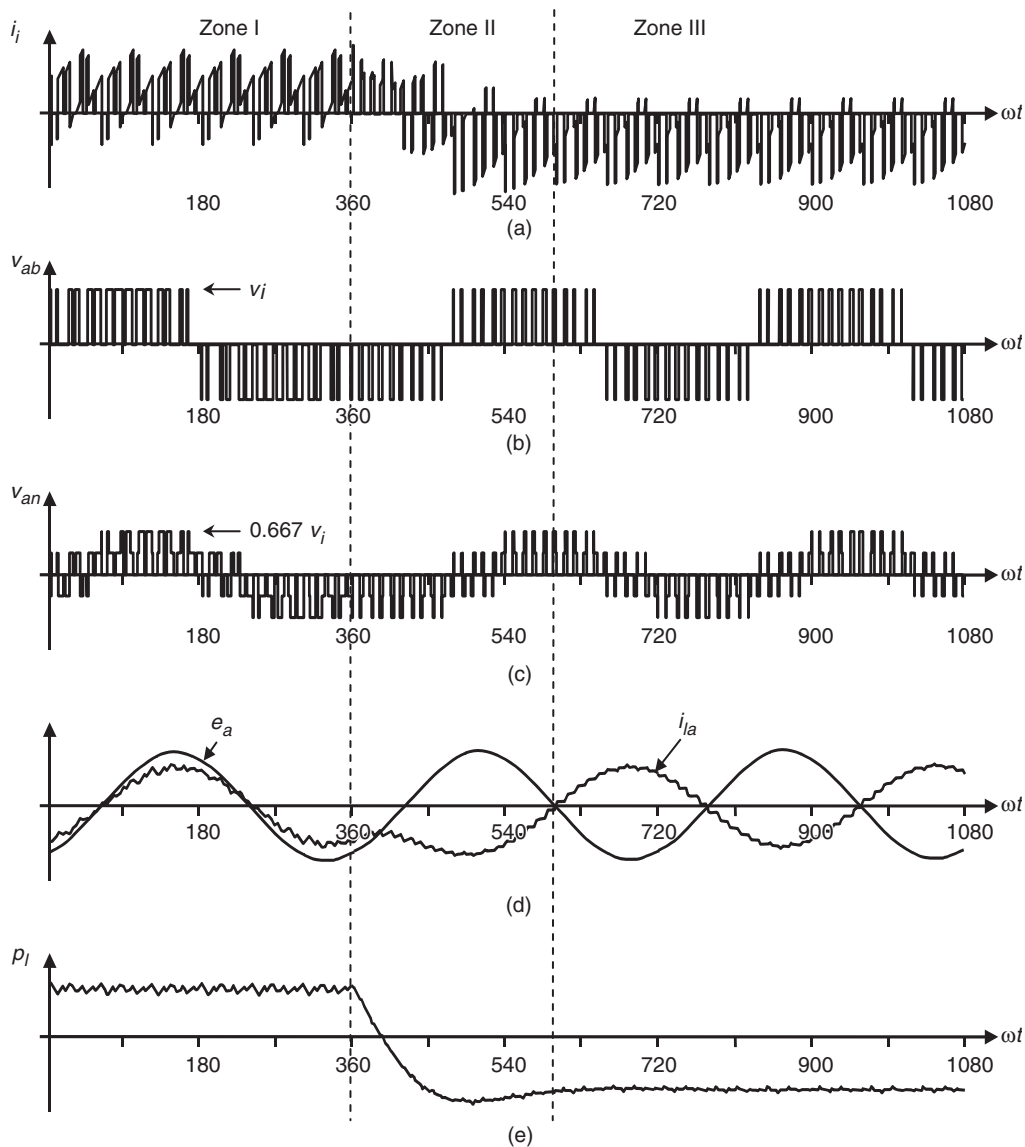 Zone I Zone II Zone III
i_i
ωt
180 360 540 720 900 1080
(a)
v_ab
v_i
ωt
180 360 540 720 900 1080
(b)
v_an
0.667 v_i
ωt
180 360 540 720 900 1080
(c)
e_a
i_la
ωt
180 360 540 720 900 1080
(d)
p_l
ωt
180 360 540 720 900 1080
(e)